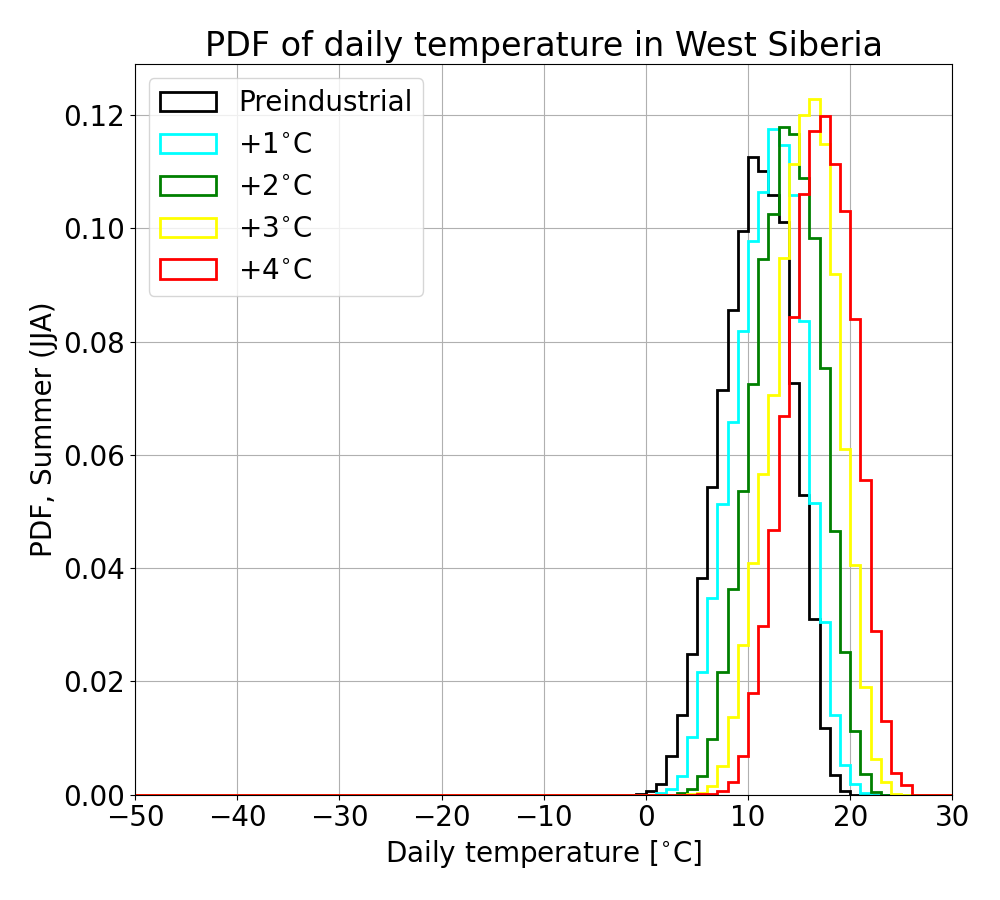 PDF of daily temperature in West Siberia
Preindustrial
+1°C
+2°C
+3°C
+4°C
PDF, Summer (JJA)
0.12
0.10
0.08
0.06
0.04
0.02
0.00
−50 −40 −30 −20 −10 0 10 20 30
Daily temperature [°C]